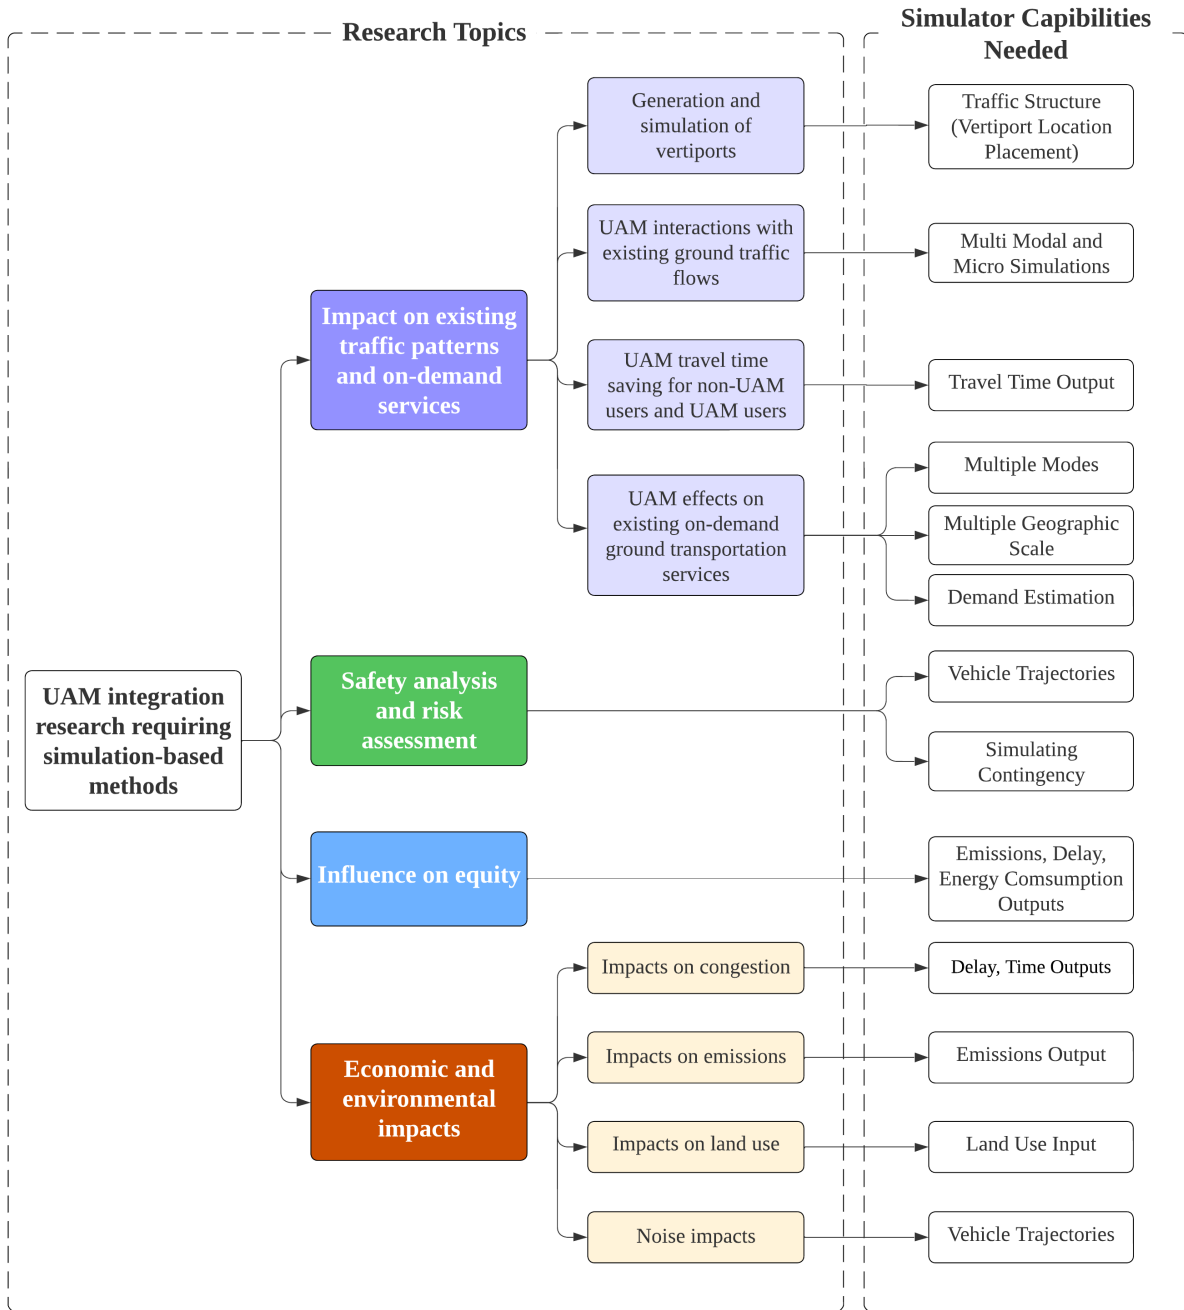 Research Topics
Simulator Capibilities
Needed
Generation and
simulation of
vertiports
Traffic Structure
(Vertiport Location
Placement)
UAM interactions with
existing ground traffic
flows
Multi Modal and
Micro Simulations
Impact on existing
traffic patterns
and on-demand
services
UAM travel time
saving for non-UAM
users and UAM users
Travel Time Output
UAM effects on
existing on-demand
ground transportation
services
Multiple Modes
Multiple Geographic
Scale
Demand Estimation
UAM integration
research requiring
simulation-based
methods
Safety analysis
and risk
assessment
Vehicle Trajectories
Simulating
Contingency
Influence on equity
Emissions, Delay,
Energy Comsumption
Outputs
Economic and
environmental
impacts
Impacts on congestion
Delay, Time Outputs
Impacts on emissions
Emissions Output
Impacts on land use
Land Use Input
Noise impacts
Vehicle Trajectories